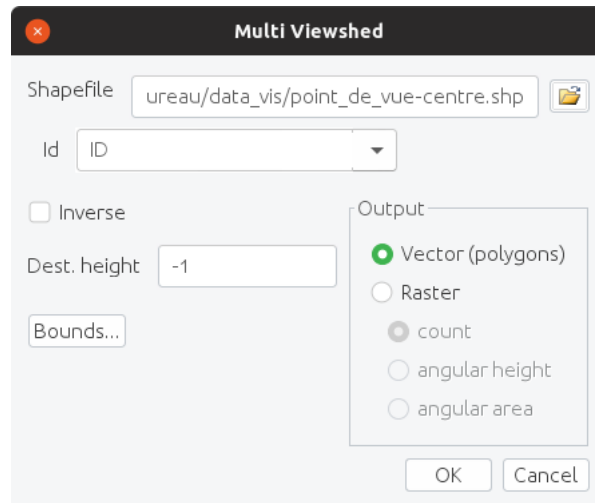 Multi Viewshed
Shapefile ureau/data_vis/point_de_vue-centre.shp
Id ID
Inverse
Output
Vector (polygons)
Dest. height -1
Raster
Bounds...
count
angular height
angular area
OK Cancel